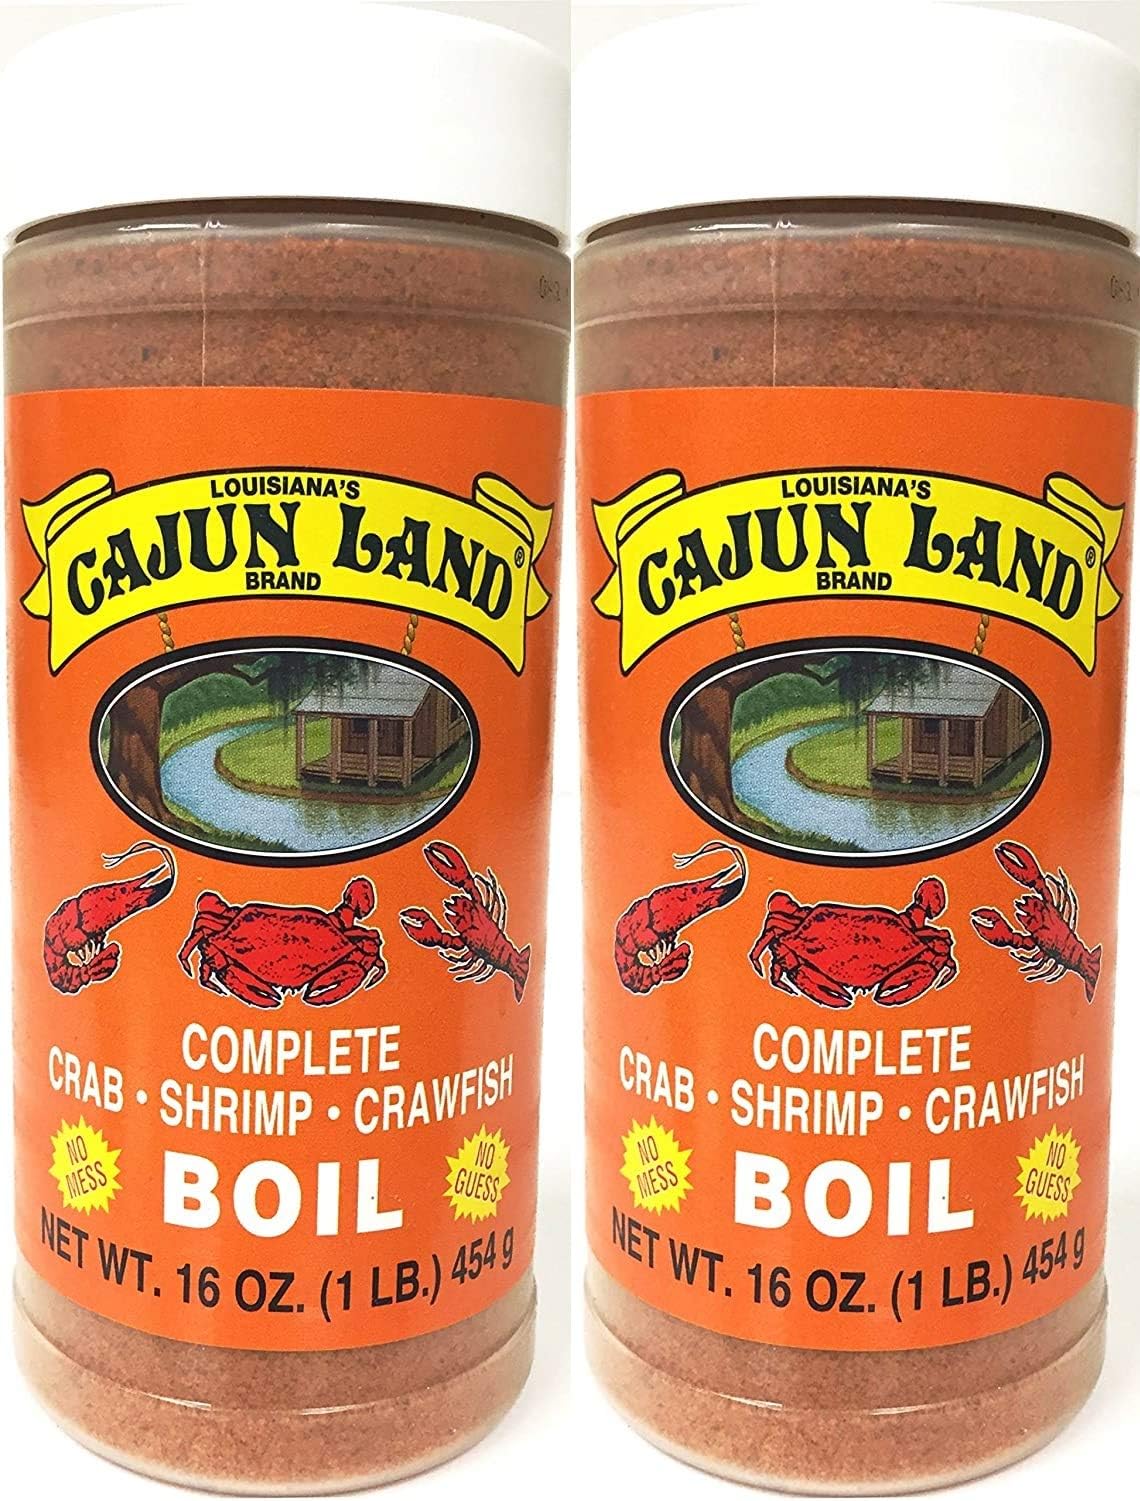 LOUISIANA'S
CAJUN LAND®
BRAND
COMPLETE
CRAB • SHRIMP • CRAWFISH
NO
MESS
BOIL
NO
GUESS
NET WT. 16 OZ. (1 LB.) 454 g
LOUISIANA'S
CAJUN LAND®
BRAND
COMPLETE
CRAB • SHRIMP • CRAWFISH
NO
MESS
BOIL
NO
GUESS
NET WT. 16 OZ. (1 LB.) 454 g